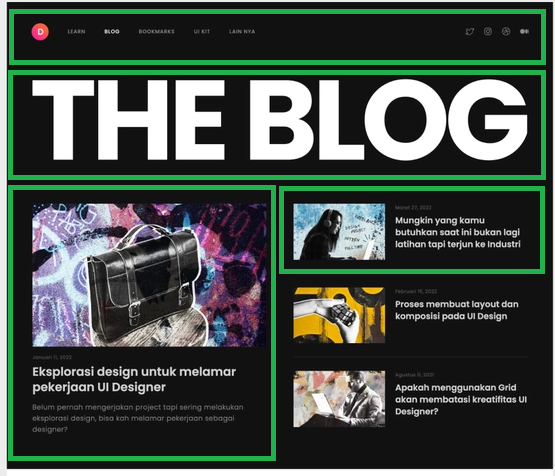 D
LEARN
BLOG
BOOKMARKS
UI KIT
LAIN NYA
THE BLOG
Januari 11, 2022
Eksplorasi design untuk melamar
pekerjaan UI Designer
Belum pernah mengerjakan project tapi sering melakukan
eksplorasi design, bisa kah melamar pekerjaan sebagai
designer?
Maret 27, 2022
Mungkin yang kamu
butuhkan saat ini bukan lagi
latihan tapi terjun ke Industri
Februari 15, 2022
Proses membuat layout dan
komposisi pada UI Design
Agustus 11, 2021
Apakah menggunakan Grid
akan membatasi kreatifitas UI
Designer?